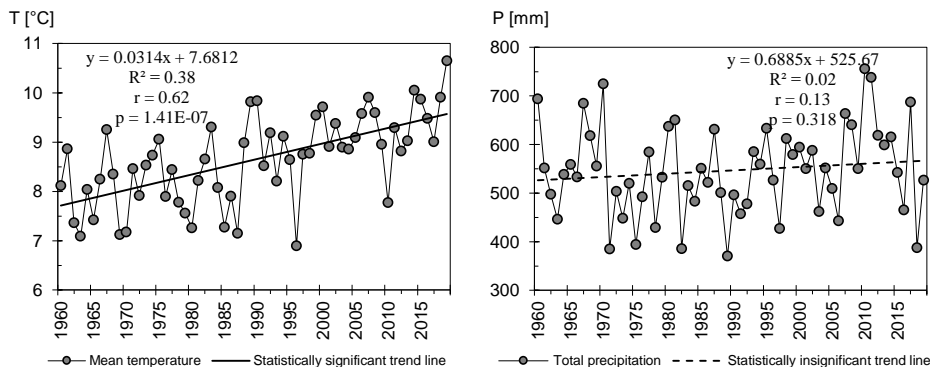 T [°C]
11
10
9
8
7
6
y = 0.0314x + 7.6812
R² = 0.38
r = 0.62
p = 1.41E-07
1960
1965
1970
1975
1980
1985
1990
1995
2000
2005
2010
2015
Mean temperature
Statistically significant trend line
P [mm]
800
700
600
500
400
300
y = 0.6885x + 525.67
R² = 0.02
r = 0.13
p = 0.318
1960
1965
1970
1975
1980
1985
1990
1995
2000
2005
2010
2015
Total precipitation
Statistically insignificant trend line